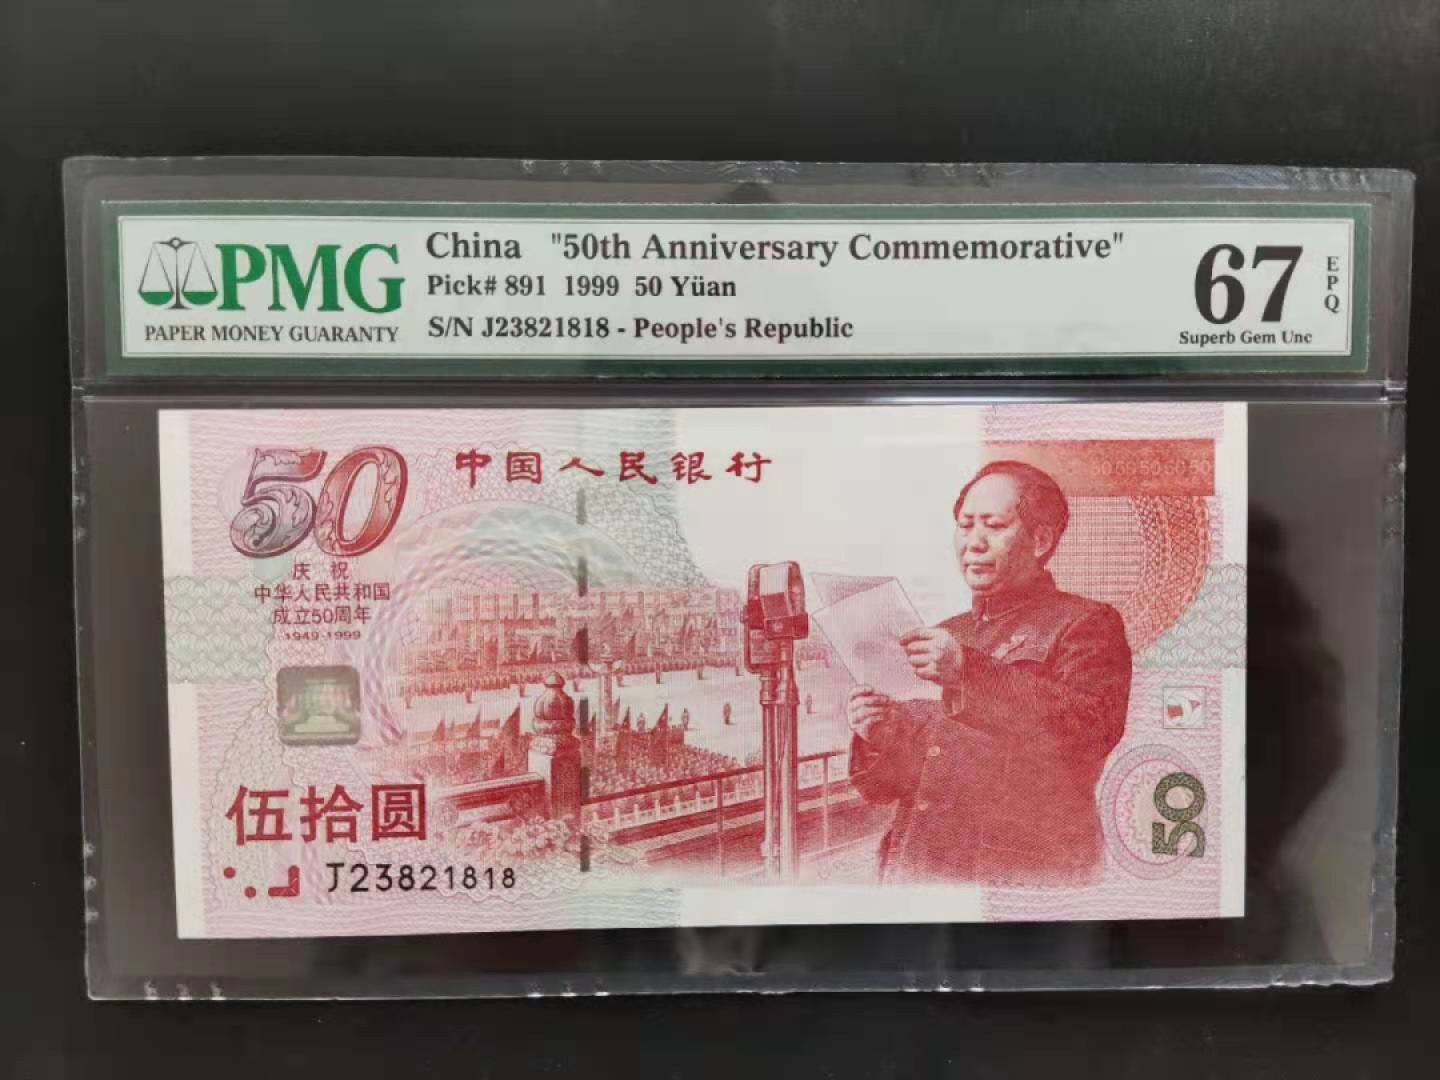 PMG
PAPER MONEY GUARANTY
China "50th Anniversary Commemorative"
Pick# 891 1999 50 Yüan
S/N J23821818 - People's Republic
67
EPQ
Superb Gem Unc
50
中国人民银行
5050505050
庆祝
中华人民共和国
成立50周年
1949-1999
伍拾圆
J23821818
50